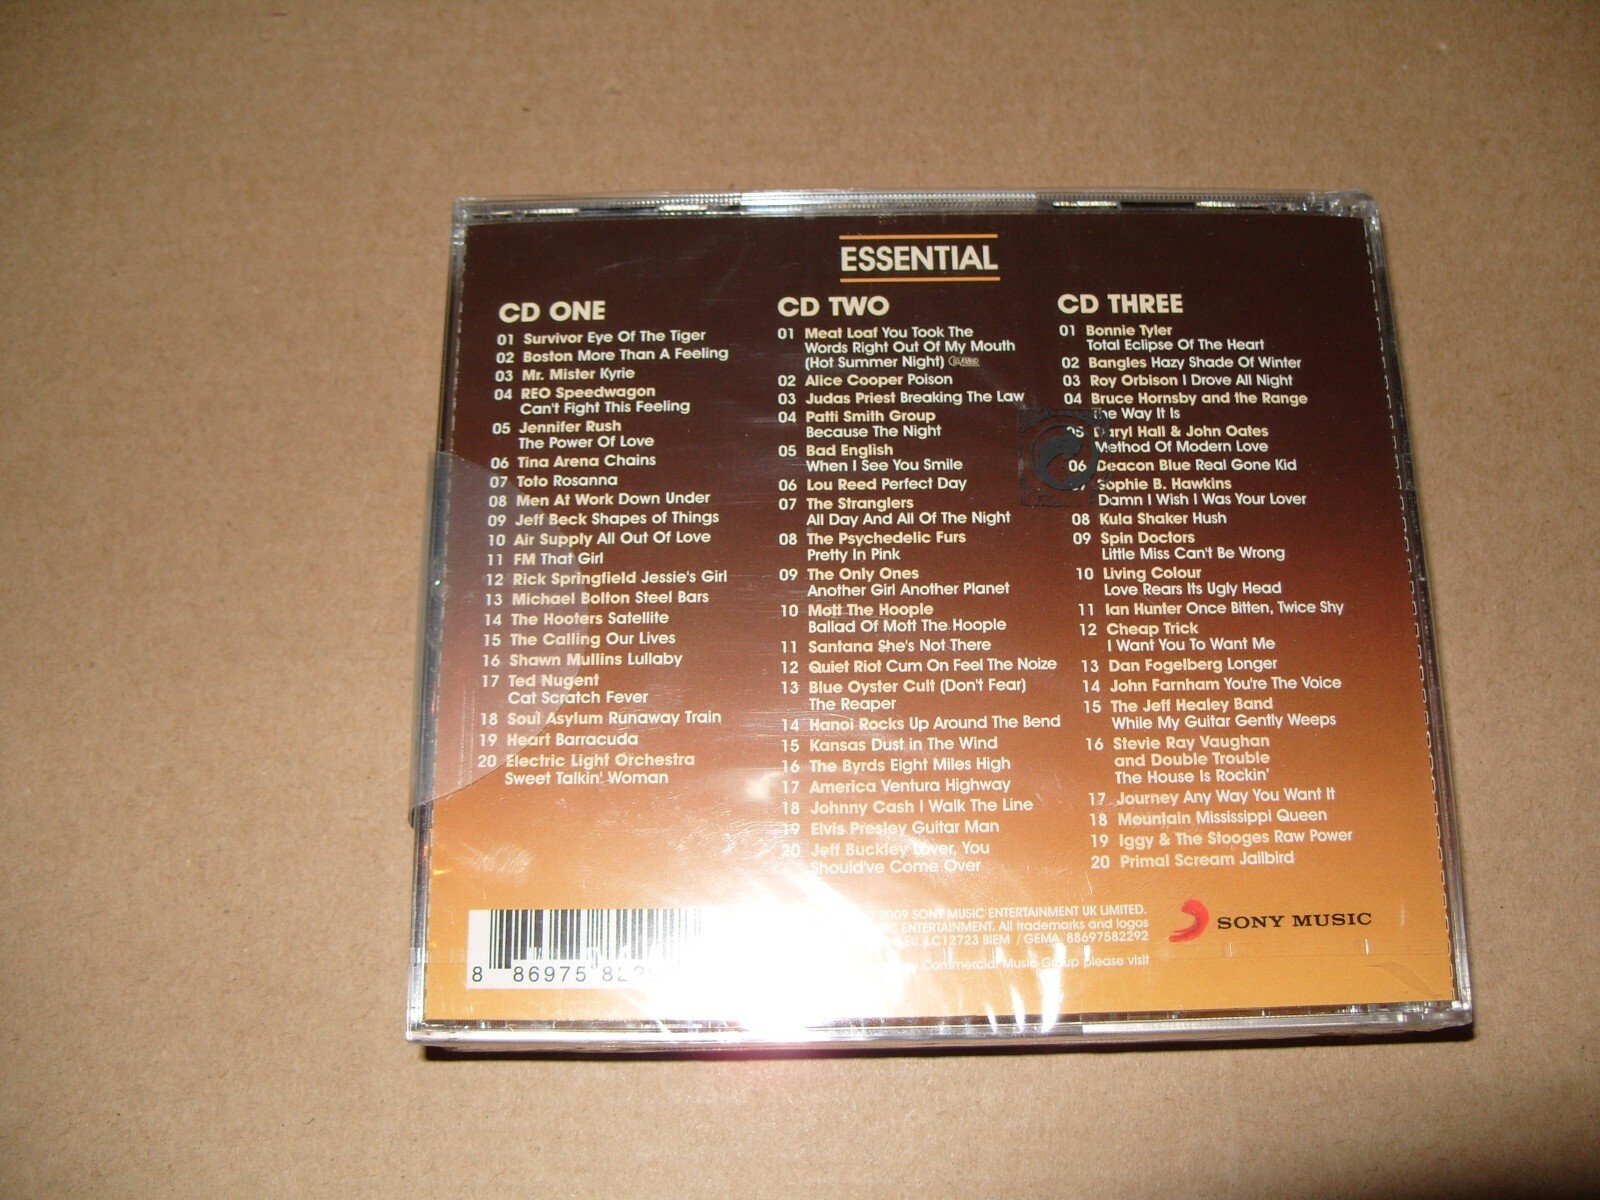 ESSENTIAL
CD ONE
01 Survivor Eye Of The Tiger
02 Boston More Than A Feeling
03 Mr. Mister Kyrie
04 REO Speedwagon
Can't Fight This Feeling
05 Jennifer Rush
The Power Of Love
06 Tina Arena Chains
07 Toto Rosanna
08 Men At Work Down Under
09 Jeff Beck Shapes of Things
10 Air Supply All Out Of Love
11 FM That Girl
12 Rick Springfield Jessie's Girl
13 Michael Bolton Steel Bars
14 The Hooters Satellite
15 The Calling Our Lives
16 Shawn Mullins Lullaby
17 Ted Nugent
Cat Scratch Fever
18 Soul Asylum Runaway Train
19 Heart Barracuda
20 Electric Light Orchestra
Sweet Talkin' Woman
CD TWO
01 Meat Loaf You Took The
Words Right Out Of My Mouth
(Hot Summer Night)
02 Alice Cooper Poison
03 Judas Priest Breaking The Law
04 Patti Smith Group
Because The Night
05 Bad English
When I See You Smile
06 Lou Reed Perfect Day
07 The Stranglers
All Day And All Of The Night
08 The Psychedelic Furs
Pretty In Pink
09 The Only Ones
Another Girl Another Planet
10 Mott The Hoople
Ballad Of Mott The Hoople
11 Santana She's Not There
12 Quiet Riot Cum On Feel The Noize
13 Blue Oyster Cult (Don't Fear)
The Reaper
14 Hanoi Rocks Up Around The Bend
15 Kansas Dust in The Wind
16 The Byrds Eight Miles High
17 America Ventura Highway
18 Johnny Cash I Walk The Line
19 Elvis Presley Guitar Man
20 Jeff Buckley Lover, You
Should've Come Over
CD THREE
01 Bonnie Tyler
Total Eclipse Of The Heart
02 Bangles Hazy Shade Of Winter
03 Roy Orbison I Drove All Night
04 Bruce Hornsby and the Range
The Way It Is
05 Daryl Hall & John Oates
Method Of Modern Love
06 Deacon Blue Real Gone Kid
07 Sophie B. Hawkins
Damn I Wish I Was Your Lover
08 Kula Shaker Hush
09 Spin Doctors
Little Miss Can't Be Wrong
10 Living Colour
Love Rears Its Ugly Head
11 Ian Hunter Once Bitten, Twice Shy
12 Cheap Trick
I Want You To Want Me
13 Dan Fogelberg Longer
14 John Farnham You're The Voice
15 The Jeff Healey Band
While My Guitar Gently Weeps
16 Stevie Ray Vaughan
and Double Trouble
The House Is Rockin'
17 Journey Any Way You Want It
18 Mountain Mississippi Queen
19 Iggy & The Stooges Raw Power
20 Primal Scream Jailbird
8 86975 82
2009 SONY MUSIC ENTERTAINMENT UK LIMITED.
ENTERTAINMENT. All trademarks and logos
LC12723 BIEM / GEMA 88697582292
Commercial Music Group please visit
SONY MUSIC